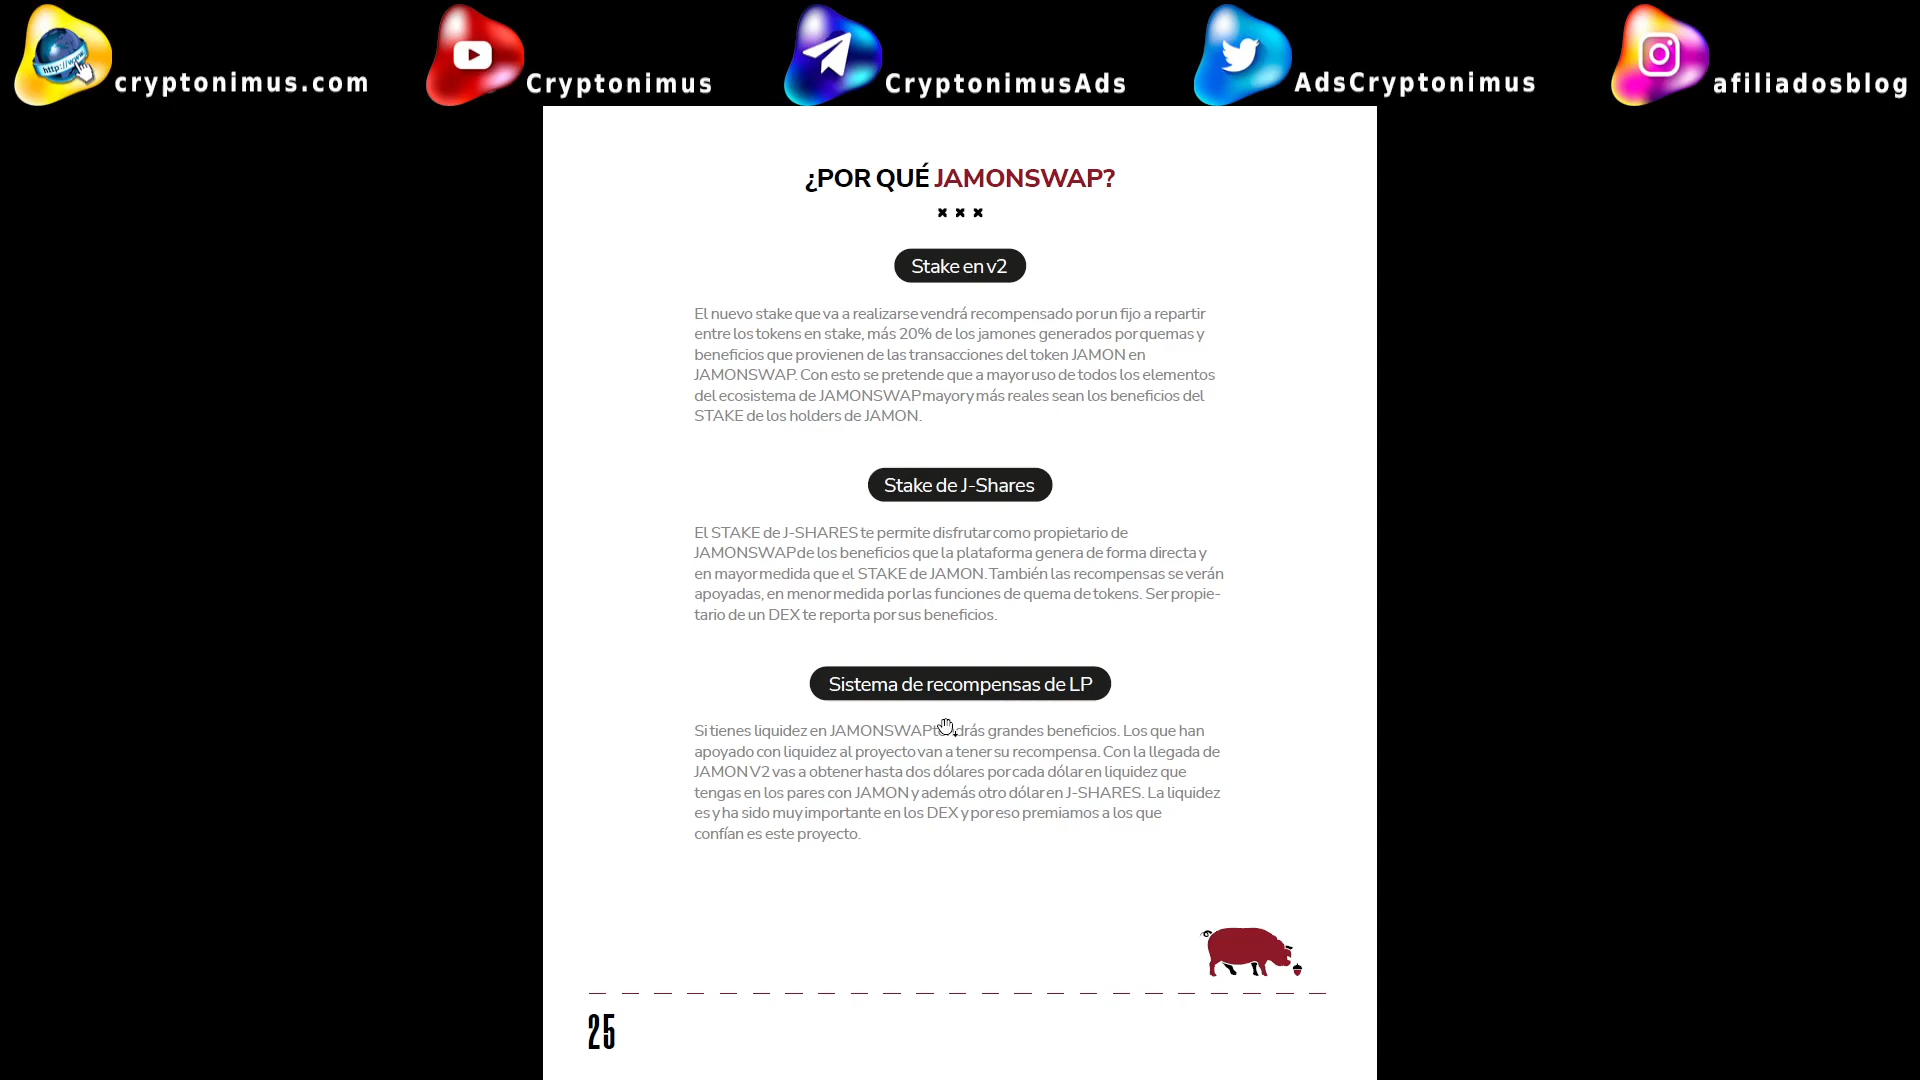 cryptonimus.com
Cryptonimus
CryptonimusAds
AdsCryptonimus
afiliadosblog
¿POR QUÉ JAMONSWAP?
Stake en v2
El nuevo stake que va a realizarse vendrá recompensado por un fijo a repartir
entre los tokens en stake, más 20% de los jamones generados por quemas y
beneficios que provienen de las transacciones del token JAMON en
JAMONSWAP. Con esto se pretende que a mayor uso de todos los elementos
del ecosistema de JAMONSWAP mayor y más reales sean los beneficios del
STAKE de los holders de JAMON.
Stake de J-Shares
El STAKE de J-SHARES te permite disfrutar como propietario de
JAMONSWAP de los beneficios que la plataforma genera de forma directa y
en mayor medida que el STAKE de JAMON. También las recompensas se verán
apoyadas, en menor medida por las funciones de quema de tokens. Ser propie-
tario de un DEX te reporta por sus beneficios.
Sistema de recompensas de LP
Si tienes liquidez en JAMONSWAP grandes beneficios. Los que han
apoyado con liquidez al proyecto van a tener su recompensa. Con la llegada de
JAMON V2 vas a obtener hasta dos dólares por cada dólar en liquidez que
tengas en los pares con JAMON y además otro dólar en J-SHARES. La liquidez
es y ha sido muy importante en los DEX y por eso premiamos a los que
confían es este proyecto.
25